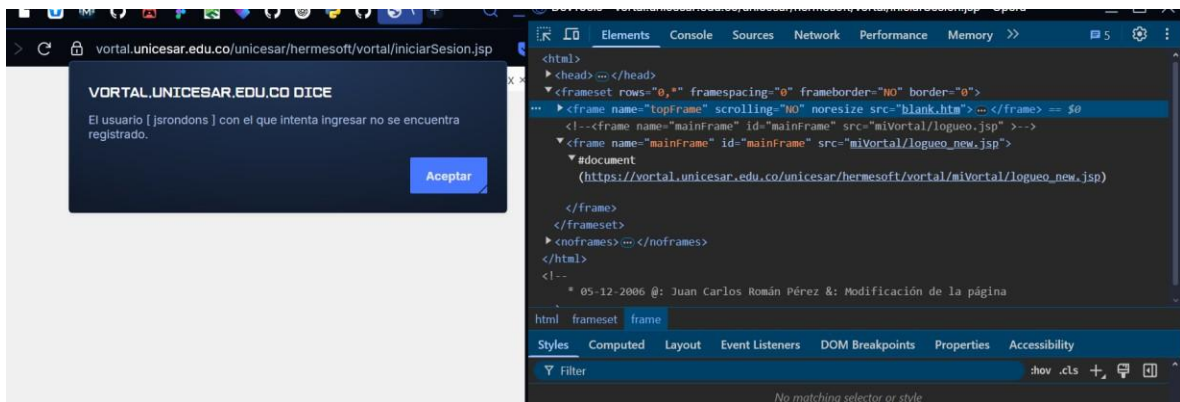 vortal.unicesar.edu.co/unicesar/hermesoft/vortal/iniciarSesion.jsp
VORTAL.UNICESAR.EDU.CO DICE
El usuario [ jsrondons ] con el que intenta ingresar no se encuentra
registrado.
Aceptar
Elements Console Sources Network Performance Memory >> 5
<html>
<head> … </head>
<frameset rows="0,*" framespacing="0" frameborder="NO" border="0">
… <frame name="topFrame" scrolling="NO" noresize src="blank.htm"> … </frame> == $0
<!--<frame name="mainFrame" id="mainFrame" src="miVortal/logueo.jsp" >-->
<frame name="mainFrame" id="mainFrame" src="miVortal/logueo_new.jsp">
#document
(https://vortal.unicesar.edu.co/unicesar/hermesoft/vortal/miVortal/logueo_new.jsp)
</frame>
</frameset>
<noframes> … </noframes>
</html>
<!--
* 05-12-2006 @: Juan Carlos Román Pérez &: Modificación de la págin
html frameset frame
Styles Computed Layout Event Listeners DOM Breakpoints Properties Accessibility
Filter :hov .cls +
No matching selector or style